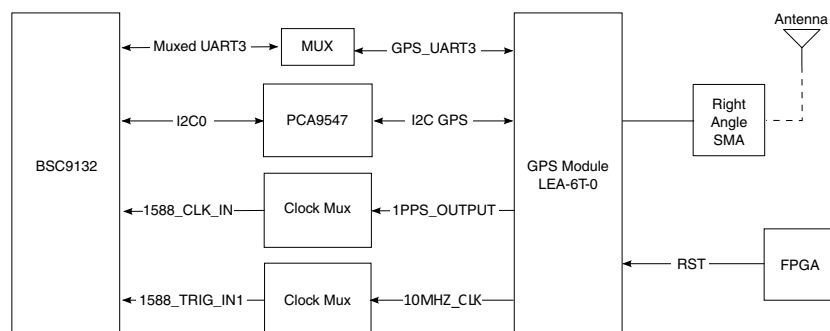 Antenna
Muxed UART3
MUX
GPS_UART3
Right
Angle
SMA
I2C0
PCA9547
I2C GPS
BSC9132
GPS Module
LEA-6T-0
1588_CLK_IN
Clock Mux
1PPS_OUTPUT
RST
FPGA
1588_TRIG_IN1
Clock Mux
10MHZ_CLK